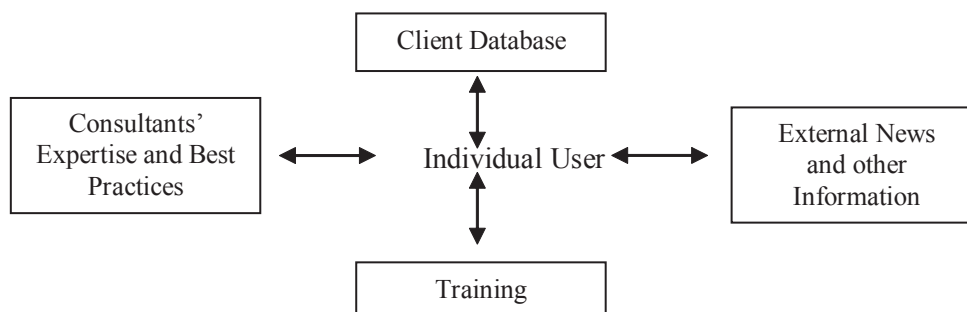 Client Database
Consultants’
Expertise and Best
Practices
Individual User
External News
and other
Information
Training